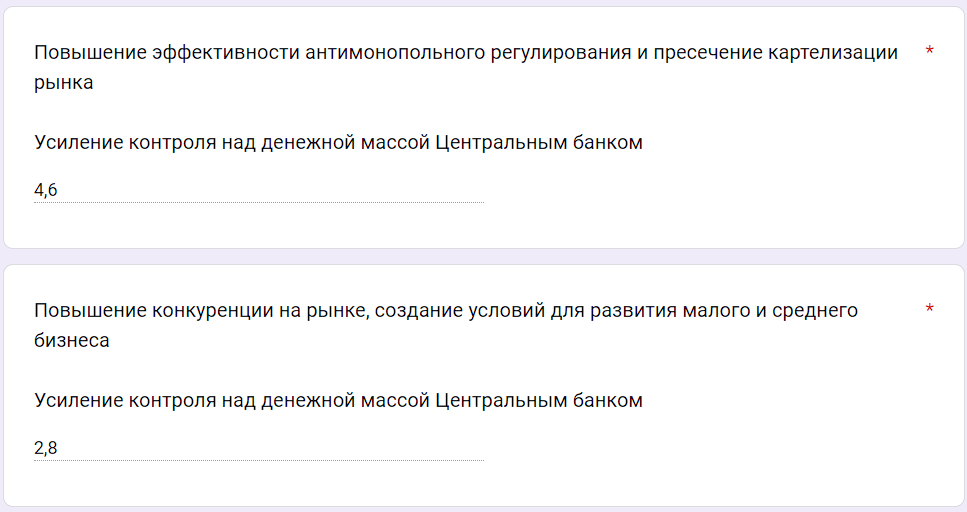 Повышение эффективности антимонопольного регулирования и пресечение картелизации *
рынка
Усиление контроля над денежной массой Центральным банком
4,6
Повышение конкуренции на рынке, создание условий для развития малого и среднего *
бизнеса
Усиление контроля над денежной массой Центральным банком
2,8